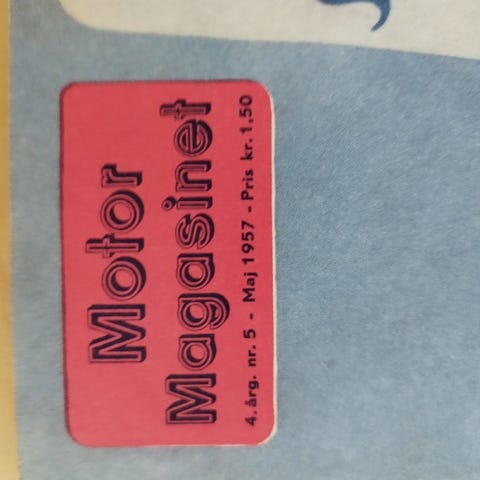 Motor
Magasinet
4. årg. nr. 5 - Maj 1957 - Pris kr. 1.50